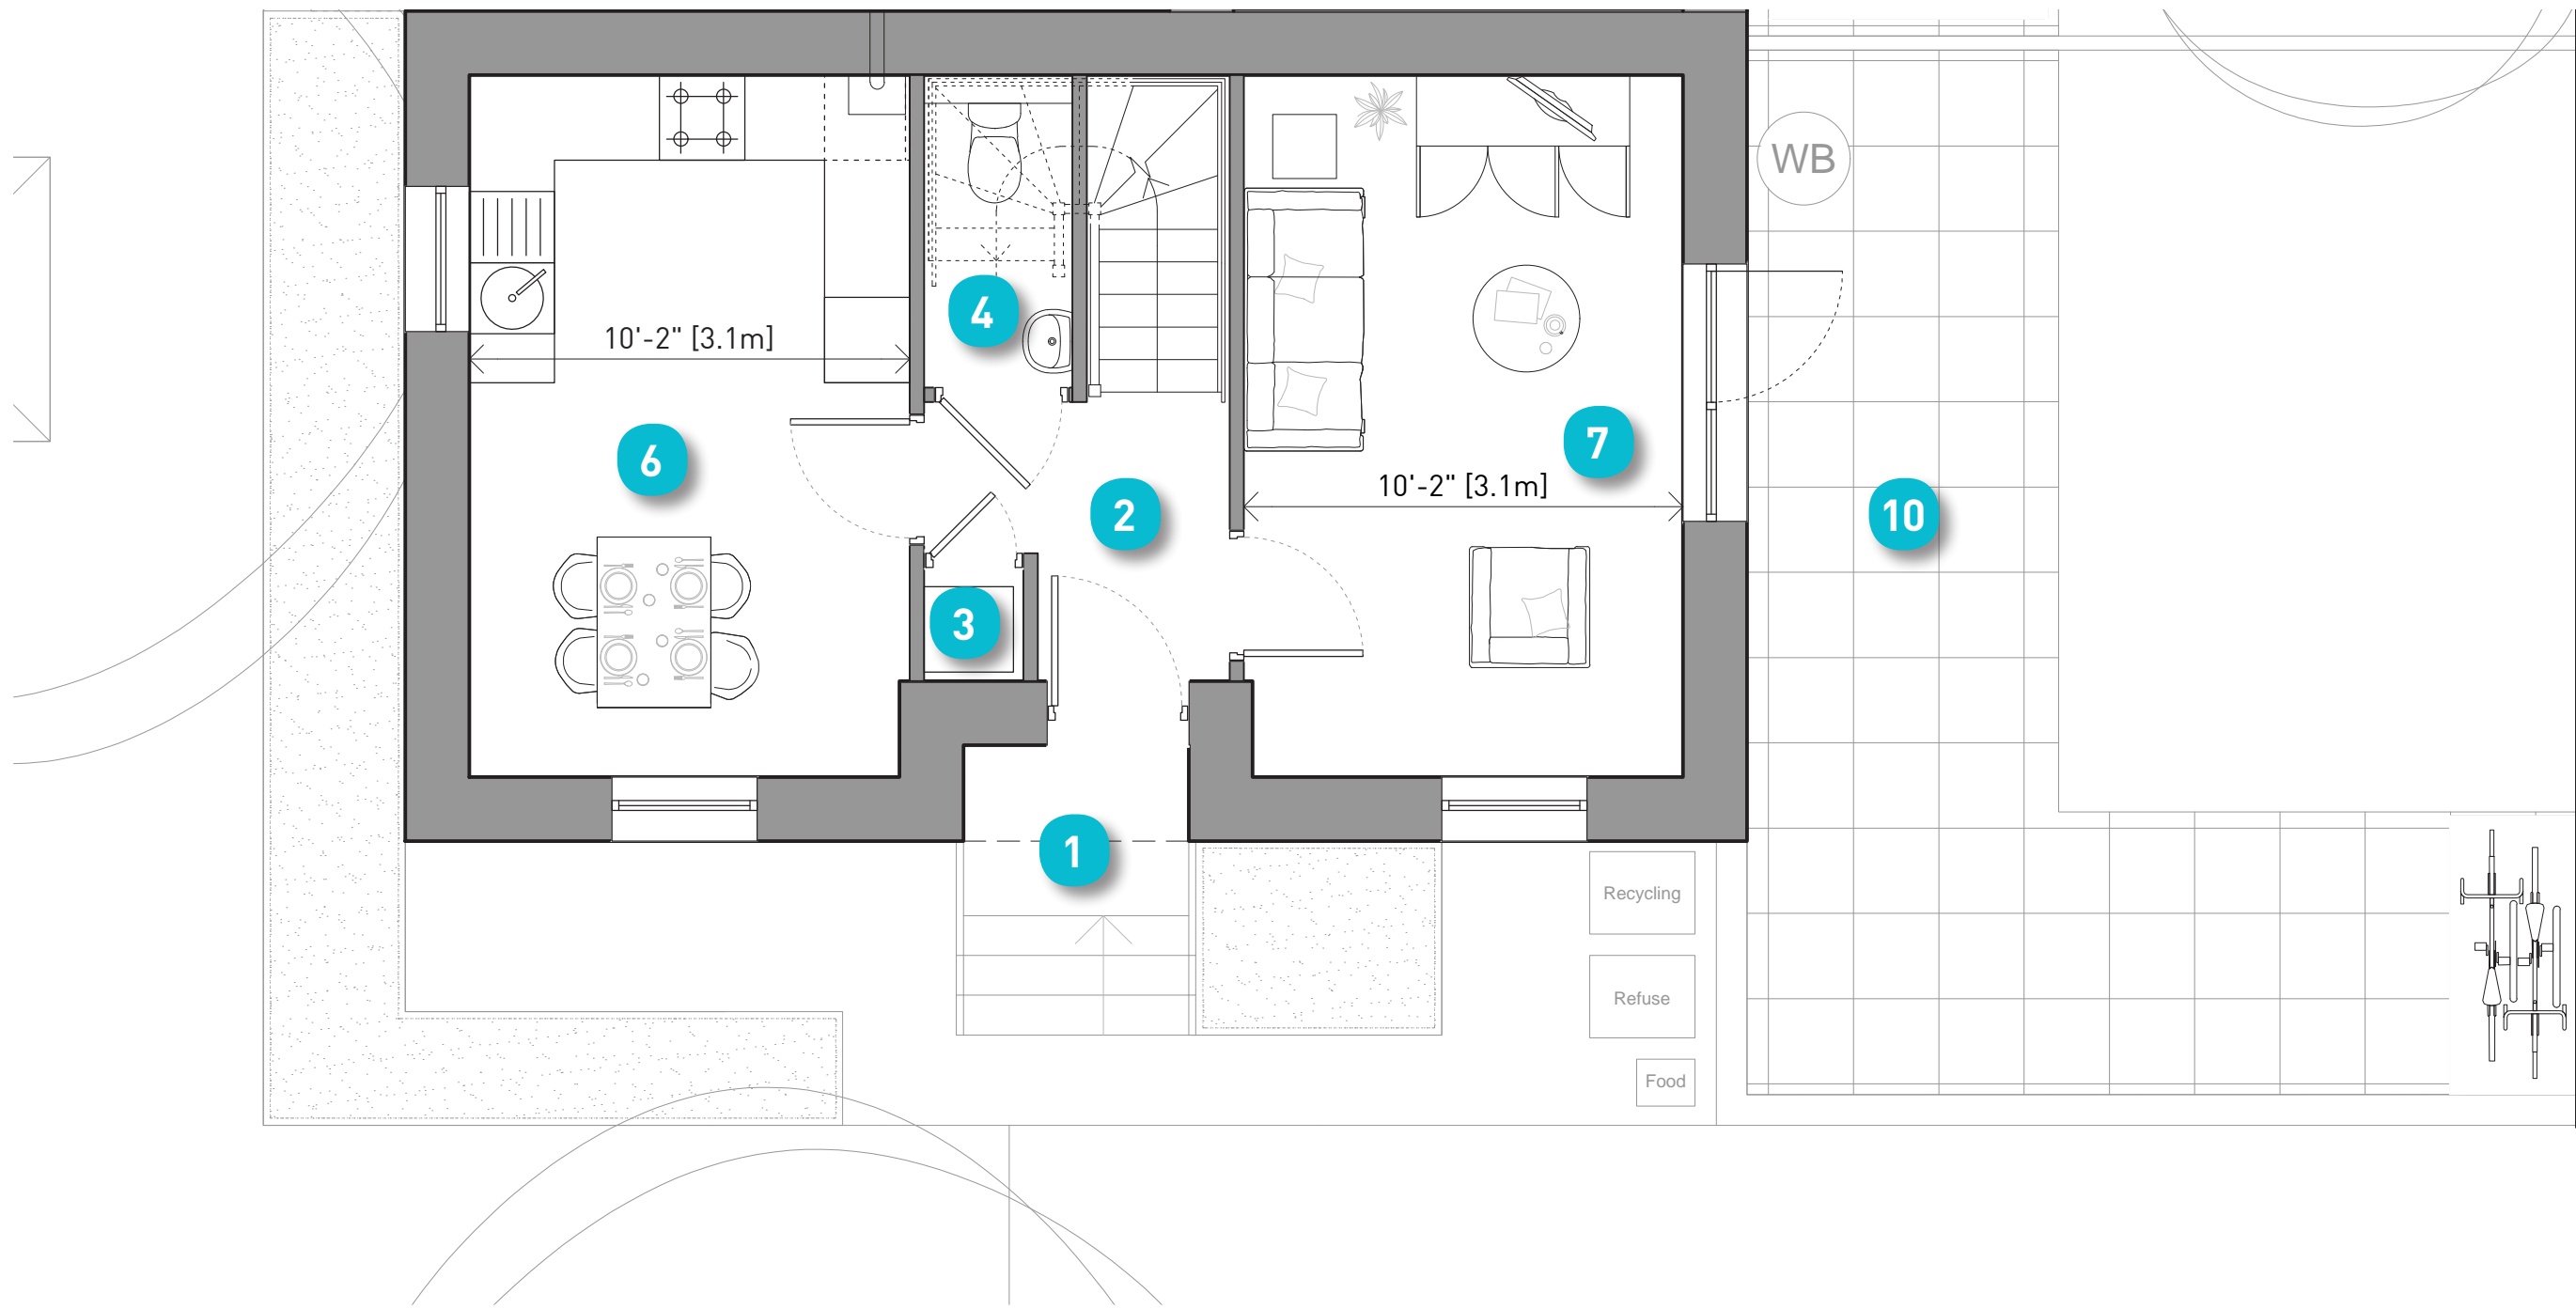 WB
4
10'-2" [3.1m]
6
7
10'-2" [3.1m]
2
10
3
1
Recycling
Refuse
Food